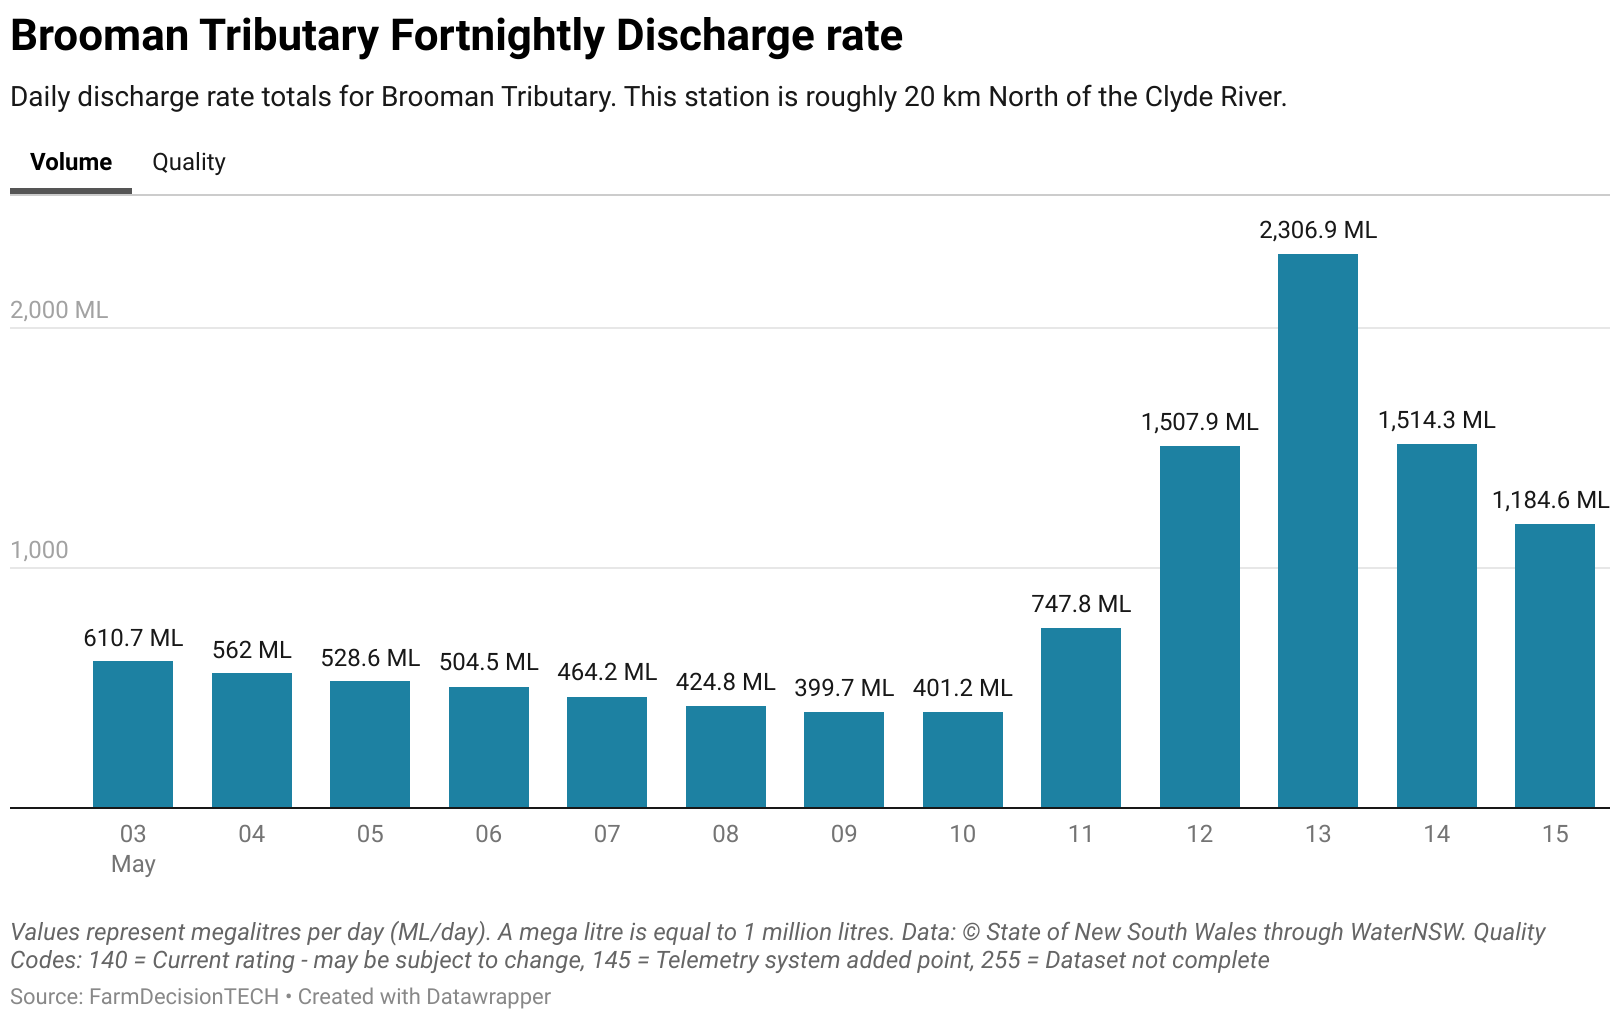 Brooman Tributary Fortnightly Discharge rate
Daily discharge rate totals for Brooman Tributary. This station is roughly 20 km North of the Clyde River.
Volume Quality
2,306.9 ML
2,000 ML
1,507.9 ML 1,514.3 ML
1,184.6 ML
1,000
747.8 ML
610.7 ML 562 ML 528.6 ML 504.5 ML 464.2 ML 424.8 ML 399.7 ML 401.2 ML
03 04 05 06 07 08 09 10 11 12 13 14 15
May
Values represent megalitres per day (ML/day). A mega litre is equal to 1 million litres. Data: © State of New South Wales through WaterNSW. Quality
Codes: 140 = Current rating - may be subject to change, 145 = Telemetry system added point, 255 = Dataset not complete
Source: FarmDecisionTECH • Created with Datawrapper